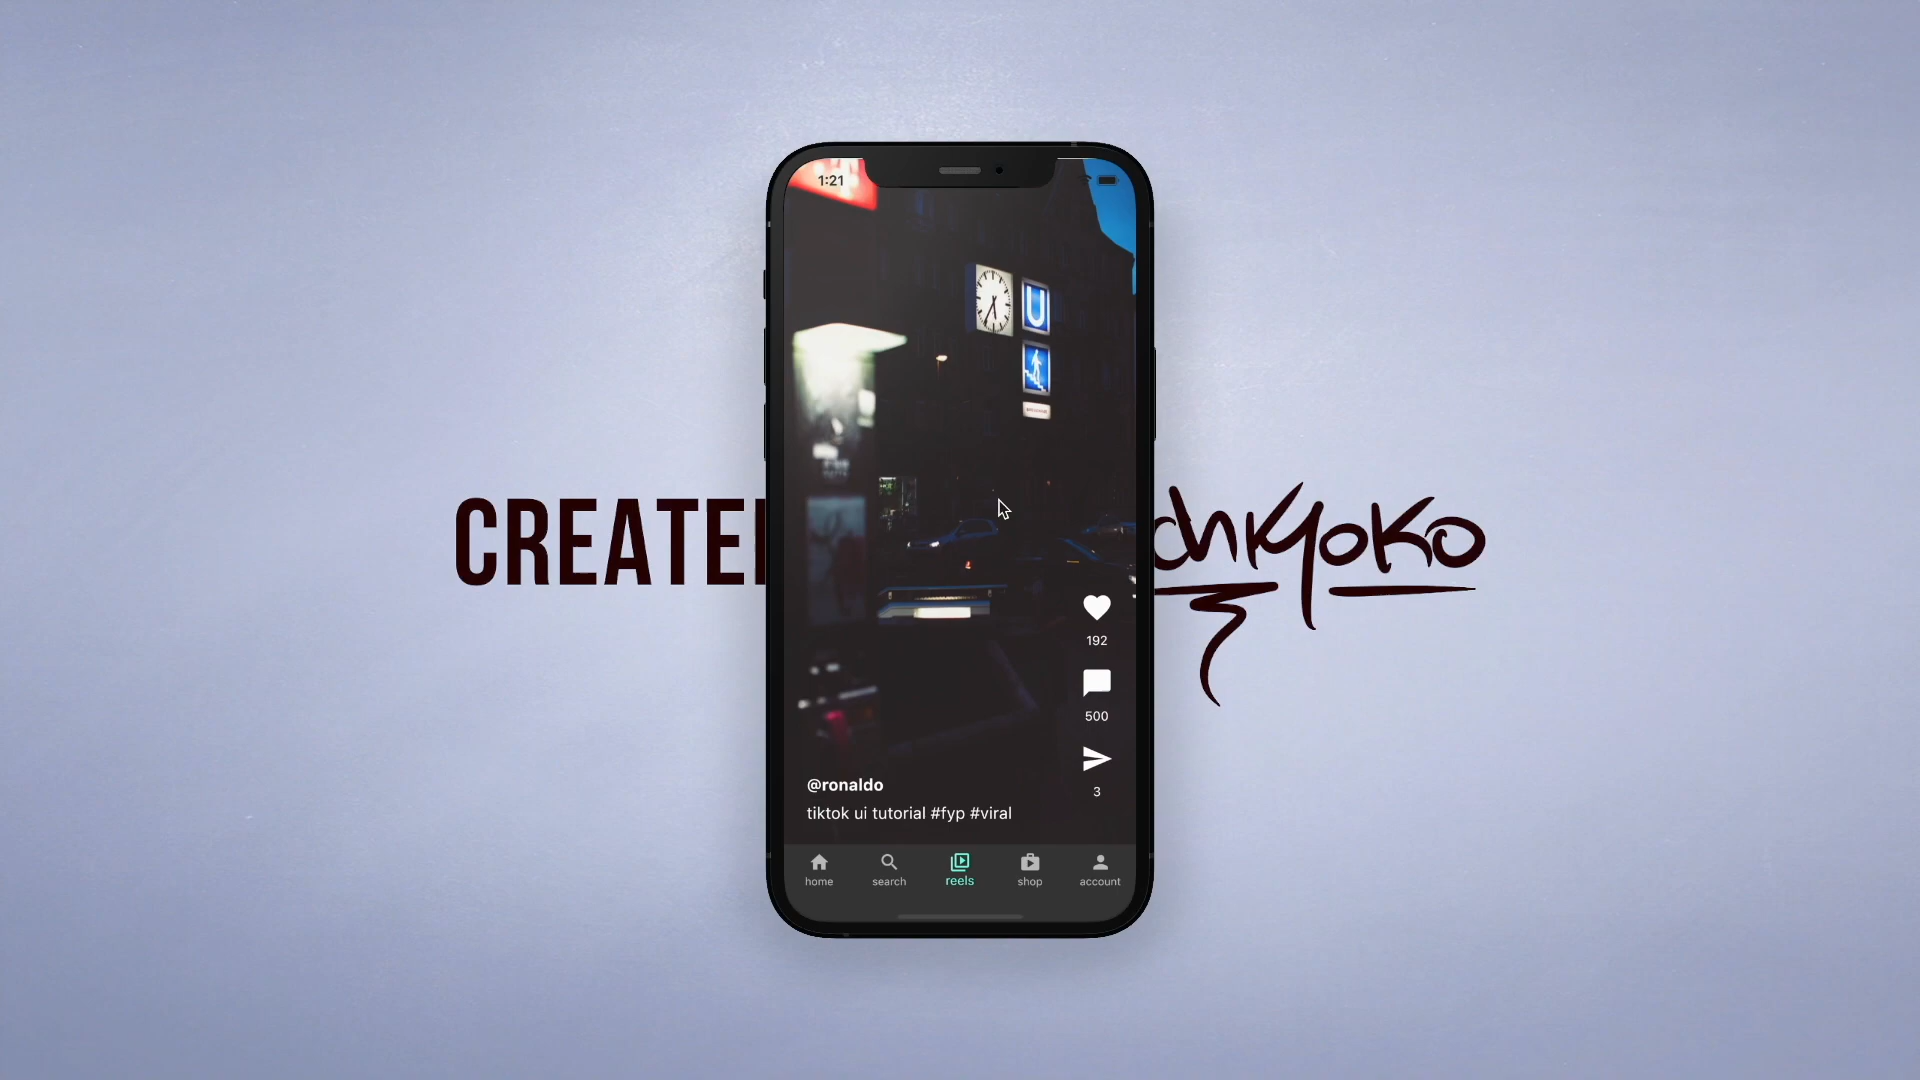 1:21
U
CREATE
chkyoko
192
500
3
@ronaldo
tiktok ui tutorial #fyp #viral
home search reels shop account